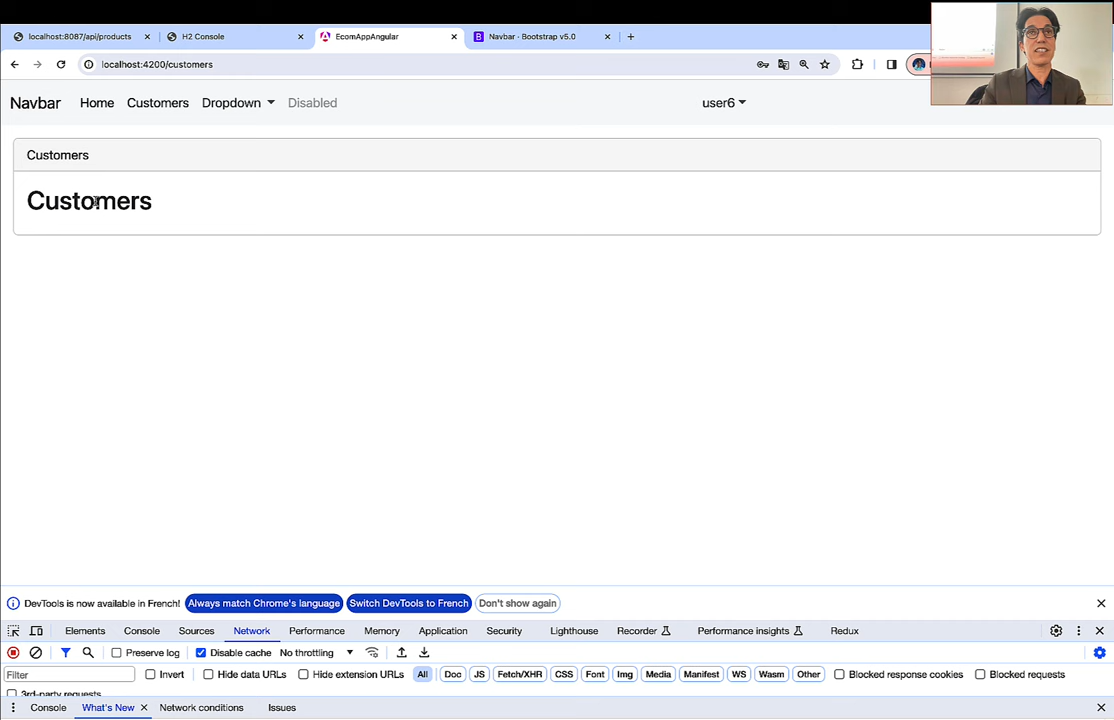 localhost:8087/api/products
H2 Console
EcomAppAngular
Navbar - Bootstrap v5.0
localhost:4200/customers
Navbar Home Customers Dropdown Disabled user6
Customers
Customers
DevTools is now available in French! Always match Chrome's language Switch DevTools to French Don't show again
Elements Console Sources Network Performance Memory Application Security Lighthouse Recorder Performance insights Redux
Preserve log Disable cache No throttling
Filter Invert Hide data URLs Hide extension URLs All Doc JS Fetch/XHR CSS Font Img Media Manifest WS Wasm Other Blocked response cookies Blocked requests
3rd-party requests
Console What's New Network conditions Issues